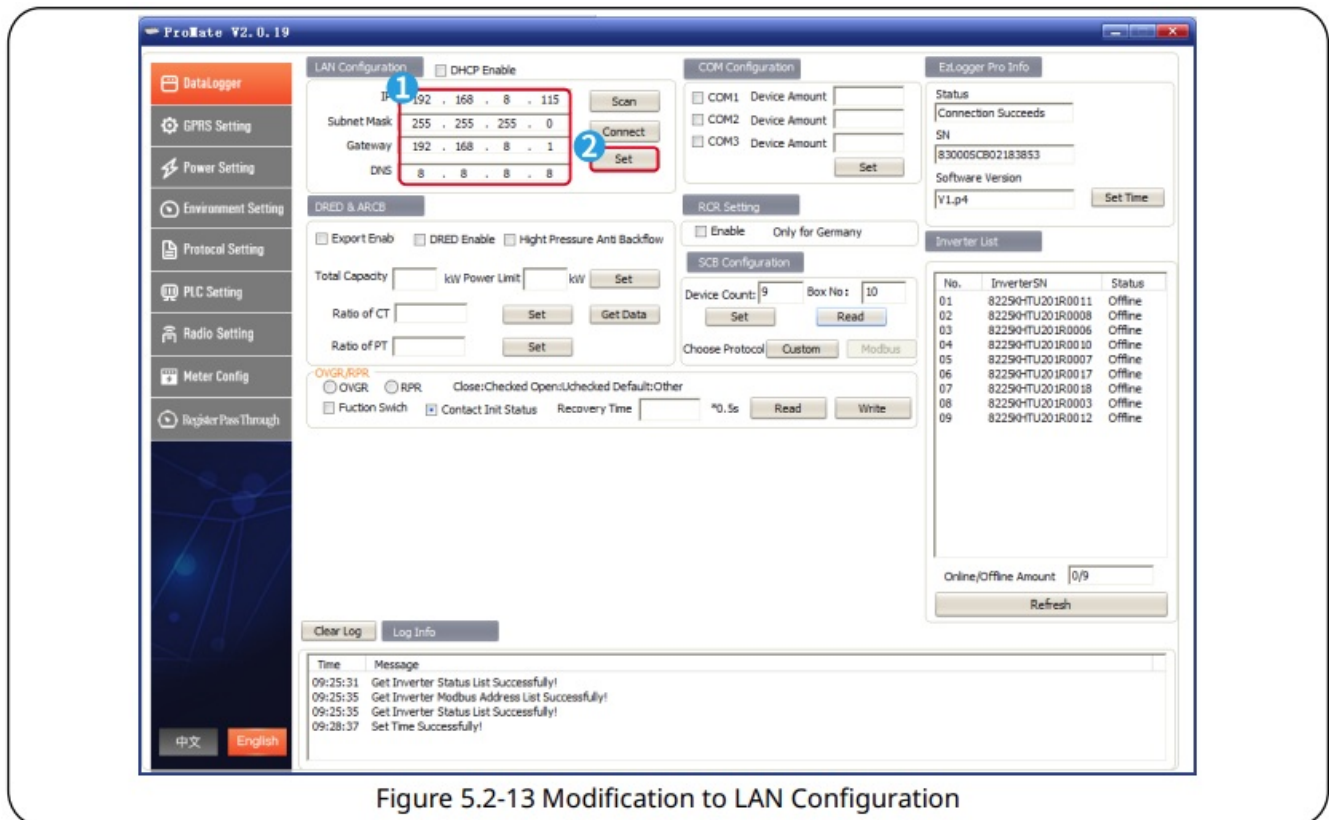 ProMate V2.0.19
DataLogger
GPRS Setting
Power Setting
Environment Setting
Protocol Setting
PLC Setting
Radio Setting
Meter Config
Register Pass Through
中文 English
LAN Configuration DHCP Enable
1
IP 192 . 168 . 8 . 115 Scan
Subnet Mask 255 . 255 . 255 . 0 Connect
Gateway 192 . 168 . 8 . 1
2
Set
DNS 8 . 8 . 8 . 8
COM Configuration
COM1 Device Amount
COM2 Device Amount
COM3 Device Amount
Set
EzLogger Pro Info
Status
Connection Succeeds
SN
83000SCB02183853
Software Version
V1.p4 Set Time
DRED & ARCB
Export Enab DRED Enable Hight Pressure Anti Backflow
Total Capacity kW Power Limit kW Set
Ratio of CT Set Get Data
Ratio of PT Set
RCR Setting
Enable Only for Germany
SCB Configuration
Device Count: 9 Box No: 10
Set Read
Choose Protocol Custom Modbus
OVGR/RPR
OVGR RPR Close:Checked Open:Uchecked Default:Other
Fuction Swich Contact Init Status Recovery Time *0.5s Read Write
Inverter List
No. InverterSN Status
01 8225KHTU201R0011 Offline
02 8225KHTU201R0008 Offline
03 8225KHTU201R0006 Offline
04 8225KHTU201R0010 Offline
05 8225KHTU201R0007 Offline
06 8225KHTU201R0017 Offline
07 8225KHTU201R0018 Offline
08 8225KHTU201R0003 Offline
09 8225KHTU201R0012 Offline
Online/Offline Amount 0/9
Refresh
Clear Log Log Info
Time Message
09:25:31 Get Inverter Status List Successfully!
09:25:35 Get Inverter Modbus Address List Successfully!
09:25:35 Get Inverter Status List Successfully!
09:28:37 Set Time Successfully!
Figure 5.2-13 Modification to LAN Configuration